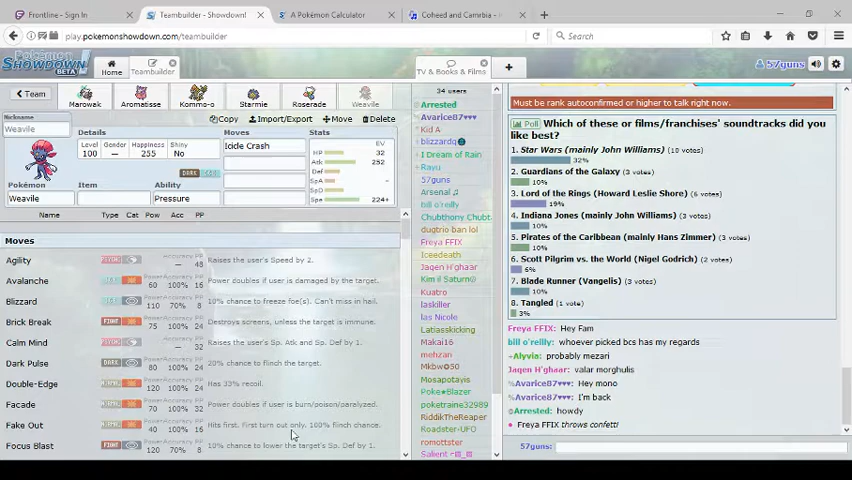 Frontline - Sign In
Teambuilder - Showdown!
A Pokémon Calculator
Coheed and Cambria -
play.pokemonshowdown.com/teambuilder
Search
Pokémon
SHOWDOWN!
BETA
Home
Teambuilder
TV & Books & Films
57guns
Team
Marowak
Aromatisse
Kommo-o
Starmie
Roserade
Weavile
Copy
Import/Export
Move
Delete
Nickname
Weavile
Details
Level Gender Happiness Shiny
100 — 255 No
DARK
Pokémon
Weavile
Item
Ability
Pressure
Moves
Icicle Crash
Stats
EV
HP 32
Atk 252
Def
SpA -
SpD
Spe 224+
Name Type Cat Pow Acc PP
Moves
Agility — 48 Raises the user's Speed by 2.
Avalanche 60 100% 16 Power doubles if user is damaged by the target.
Blizzard 110 70% 8 10% chance to freeze foe(s). Can't miss in hail.
Brick Break FIGHT 75 100% 24 Destroys screens, unless the target is immune.
Calm Mind — 32 Raises the user's Sp. Atk and Sp. Def by 1.
Dark Pulse DARK 80 100% 24 20% chance to flinch the target.
Double-Edge 120 100% 24 Has 33% recoil.
Facade 70 100% 32 Power doubles if user is burn/poison/paralyzed.
Fake Out 40 100% 16 Hits first. First turn out only. 100% flinch chance.
Focus Blast FIGHT 120 70% 8 10% chance to lower the target's Sp. Def by 1.
34 users
Arrested
Avarice87♥♥♥
Kid A
blizzardq
I Dream of Rain
Rayu
57guns
Arsenal ♫
bill o'reilly
Chubthony Chubt
dugtrio ban lol
Freya FFIX
Iceedeath
Jaqen H'ghaar
Kim il Saturn
Kuatro
laskiller
Las Nicole
Latiasskicking
Makai16
mehzan
Mkbw@50
Mosapotayis
Poke★Blazer
poketraine32989
RiddikTheReaper
Roadster-UFO
romottster
Must be rank autoconfirmed or higher to talk right now.
Poll Which of these or films/franchises' soundtracks did you
like best?
1. Star Wars (mainly John Williams) (10 votes)
32%
2. Guardians of the Galaxy (3 votes)
10%
3. Lord of the Rings (Howard Leslie Shore) (6 votes)
19%
4. Indiana Jones (mainly John Williams) (3 votes)
10%
5. Pirates of the Caribbean (mainly Hans Zimmer) (3 votes)
10%
6. Scott Pilgrim vs. the World (Nigel Godrich) (2 votes)
6%
7. Blade Runner (Vangelis) (3 votes)
10%
8. Tangled (1 vote)
3%
Freya FFIX: Hey Fam
bill o'reilly: whoever picked bcs has my regards
+Alyvia: probably mezari
Jaqen H'ghaar: valar morghulis
%Avarice87♥♥♥: Hey mono
%Avarice87♥♥♥: I'm back
@Arrested: howdy
• Freya FFIX throws confetti!
57guns: